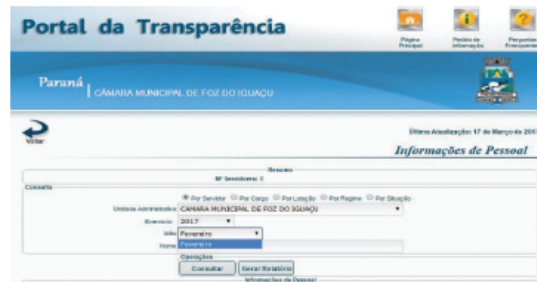 Portal da Transparência
Página Principal
Pedido de Informação
Perguntas Frequentes
Paraná | CÂMARA MUNICIPAL DE FOZ DO IGUAÇU
Voltar
Última Atualização: 17 de Março de 201
Informações de Pessoal
Resumo
Nº Servidores: 0
Consulta
Por Servidor Por Cargo Por Lotação Por Regime Por Situação
Unidade Administrativa: CAMARA MUNICIPAL DE FOZ DO IGUAÇU
Exercício: 2017
Mês: Fevereiro
Fevereiro
Nome:
Operações
Consultar Gerar Relatório
Informações de Pessoal